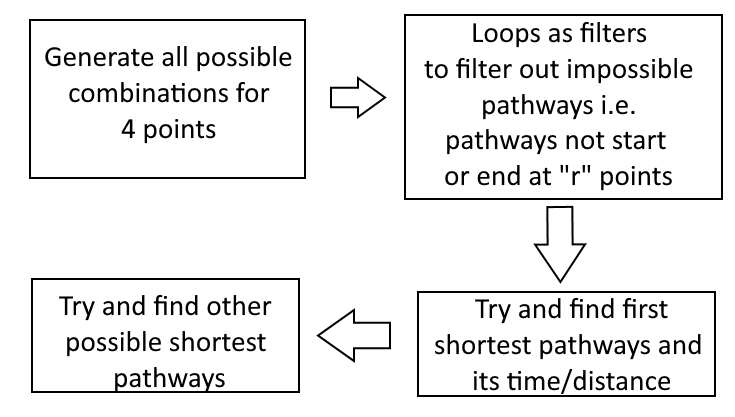 Generate all possible
combinations for
4 points
Loops as filters
to filter out impossible
pathways i.e.
pathways not start
or end at "r" points
Try and find first
shortest pathways and
its time/distance
Try and find other
possible shortest
pathways